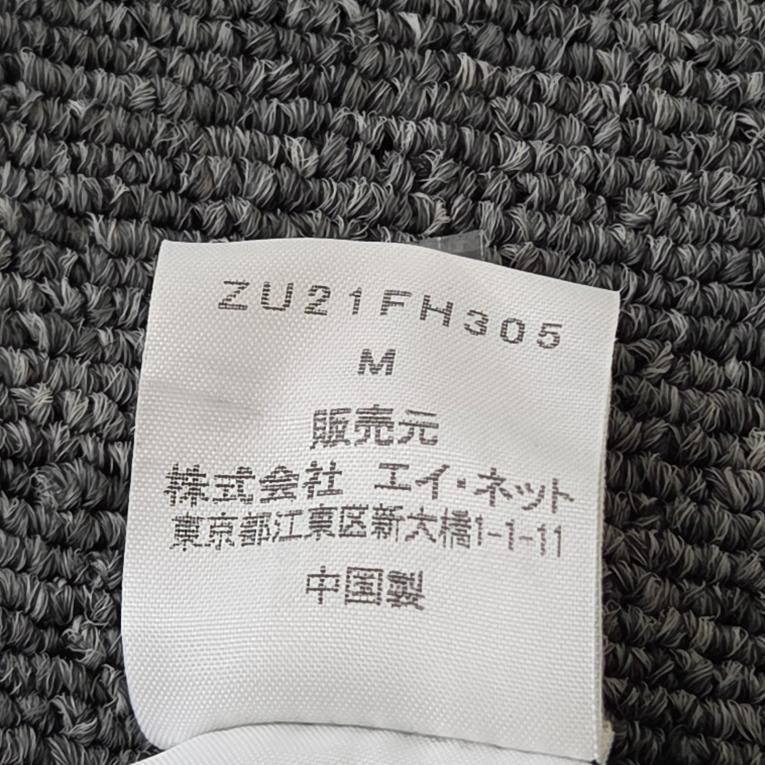 ZU21FH305
M
販売元
株式会社 エイ・ネット
東京都江東区新大橋1-1-11
中国製